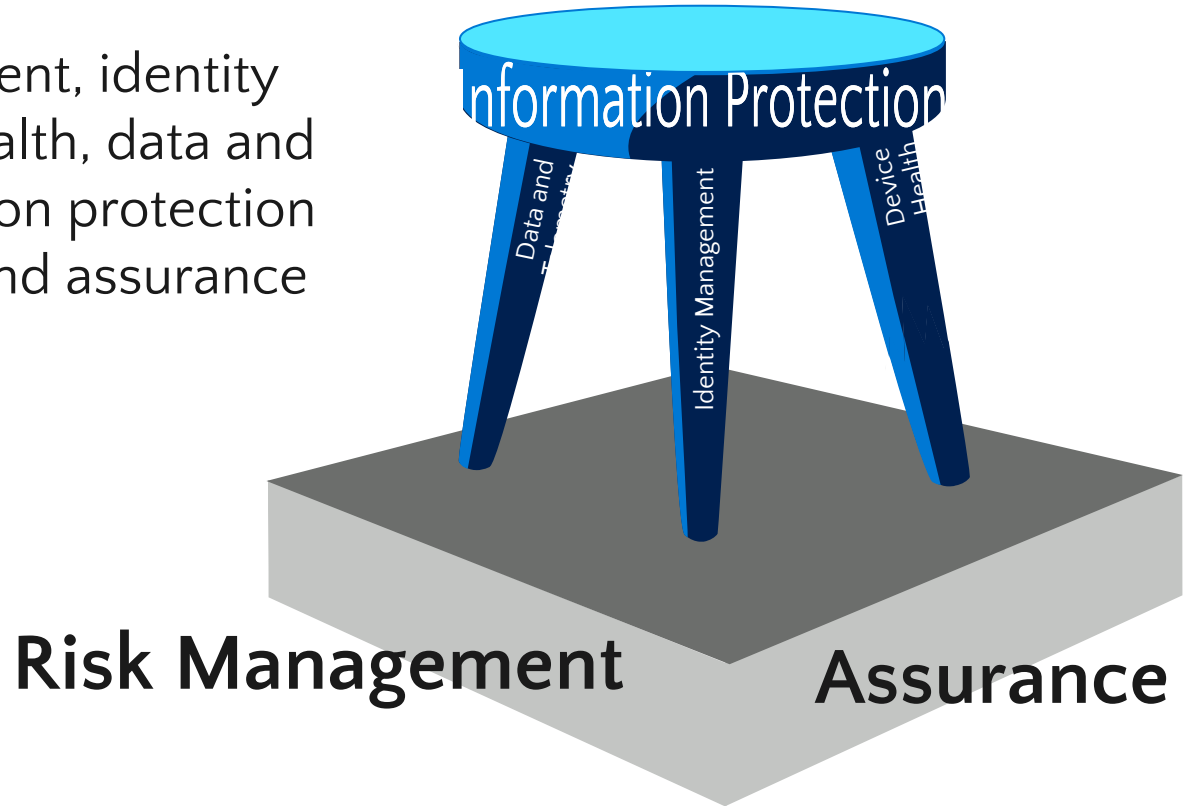 ent, identity
alth, data and
on protection
nd assurance
nformation Protection
Data and
Identity Management
Device
Health
Risk Management
Assurance